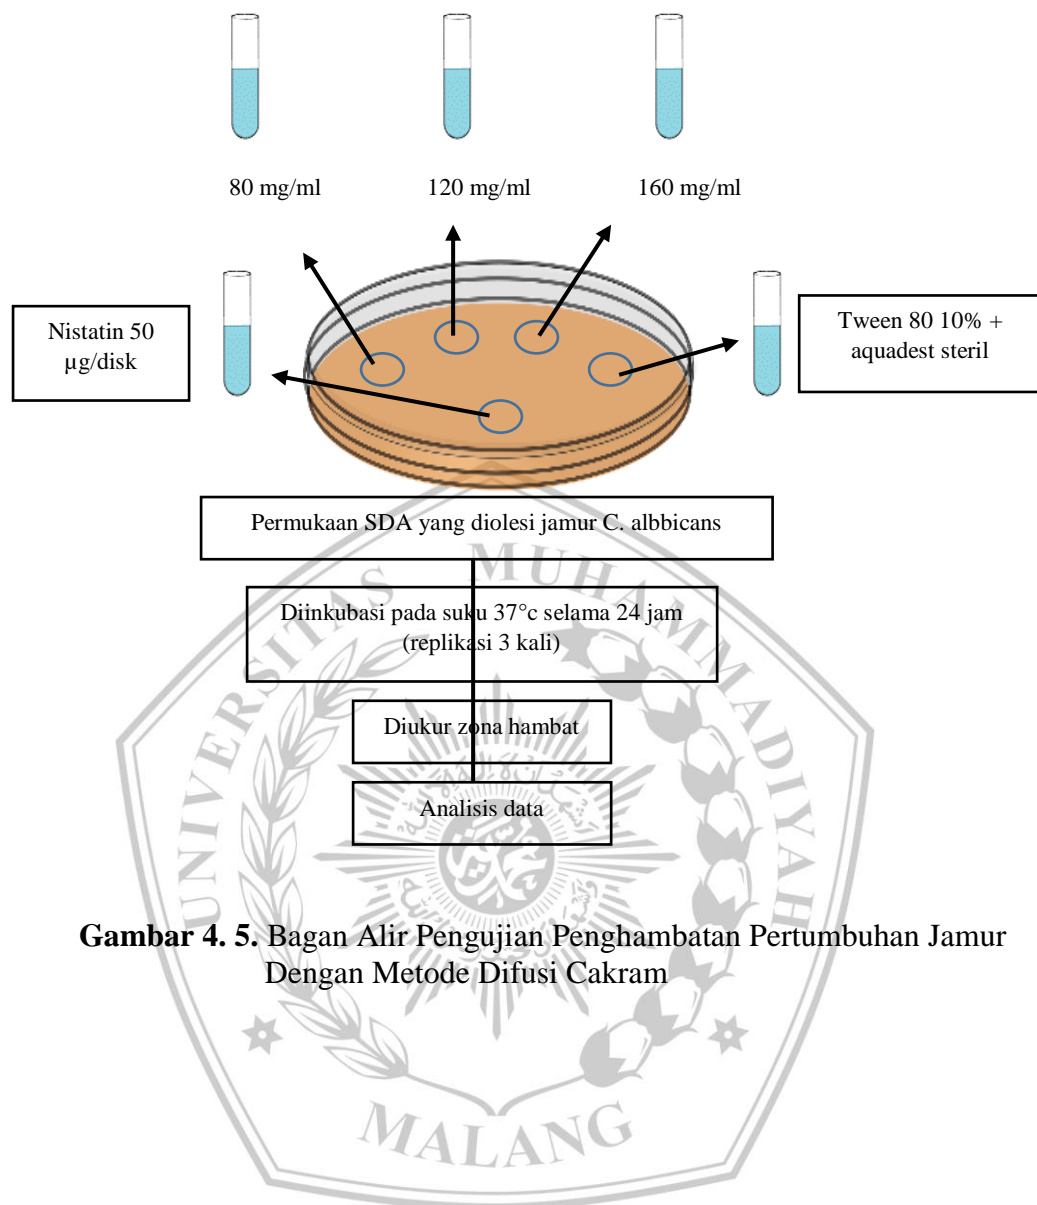 80 mg/ml
120 mg/ml
160 mg/ml
Nistatin 50
µg/disk
Tween 80 10% +
aquadest steril
Permukaan SDA yang diolesi jamur C. albbicans
Diinkubasi pada suku 37°c selama 24 jam
(replikasi 3 kali)
Diukur zona hambat
Analisis data
Gambar 4. 5. Bagan Alir Pengujian Penghambatan Pertumbuhan Jamur
Dengan Metode Difusi Cakram
UNIVERSITAS MUHAMMADIYAH
MALANG